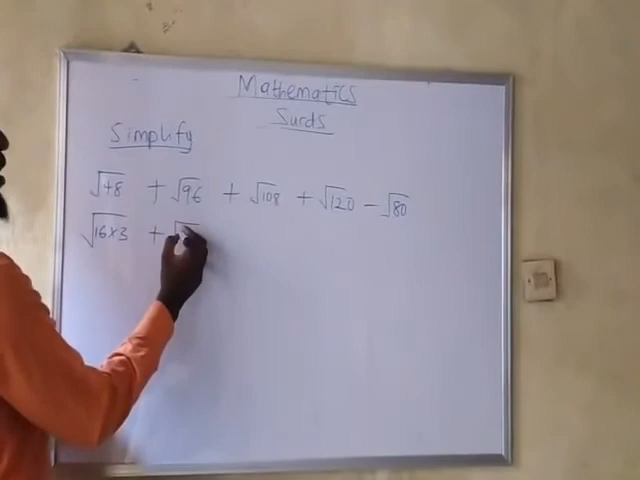 Mathematics
Surds
Simplify
√48 + √96 + √108 + √120 - √80
√16×3 + √